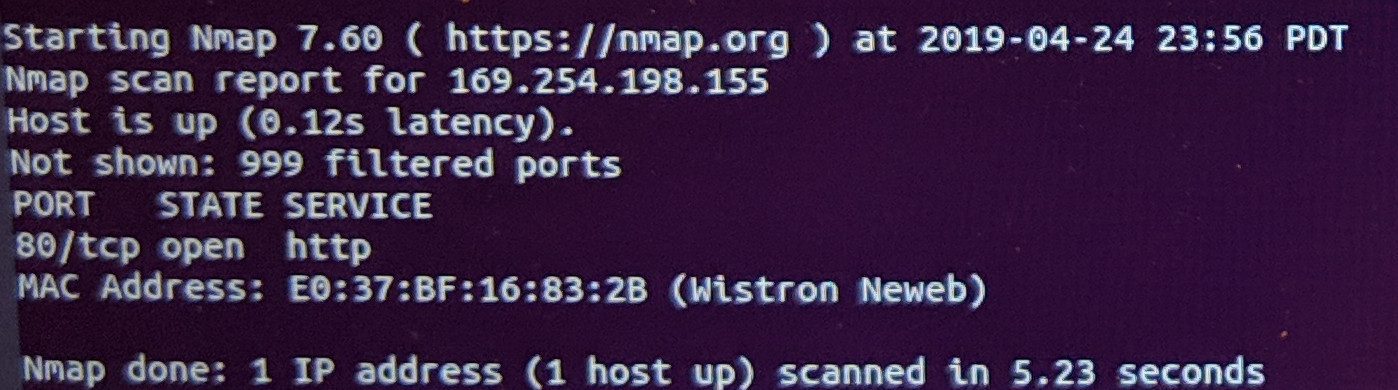 Starting Nmap 7.60 ( https://nmap.org ) at 2019-04-24 23:56 PDT
Nmap scan report for 169.254.198.155
Host is up (0.12s latency).
Not shown: 999 filtered ports
PORT   STATE SERVICE
80/tcp open  http
MAC Address: E0:37:BF:16:83:2B (Wistron Neweb)
Nmap done: 1 IP address (1 host up) scanned in 5.23 seconds